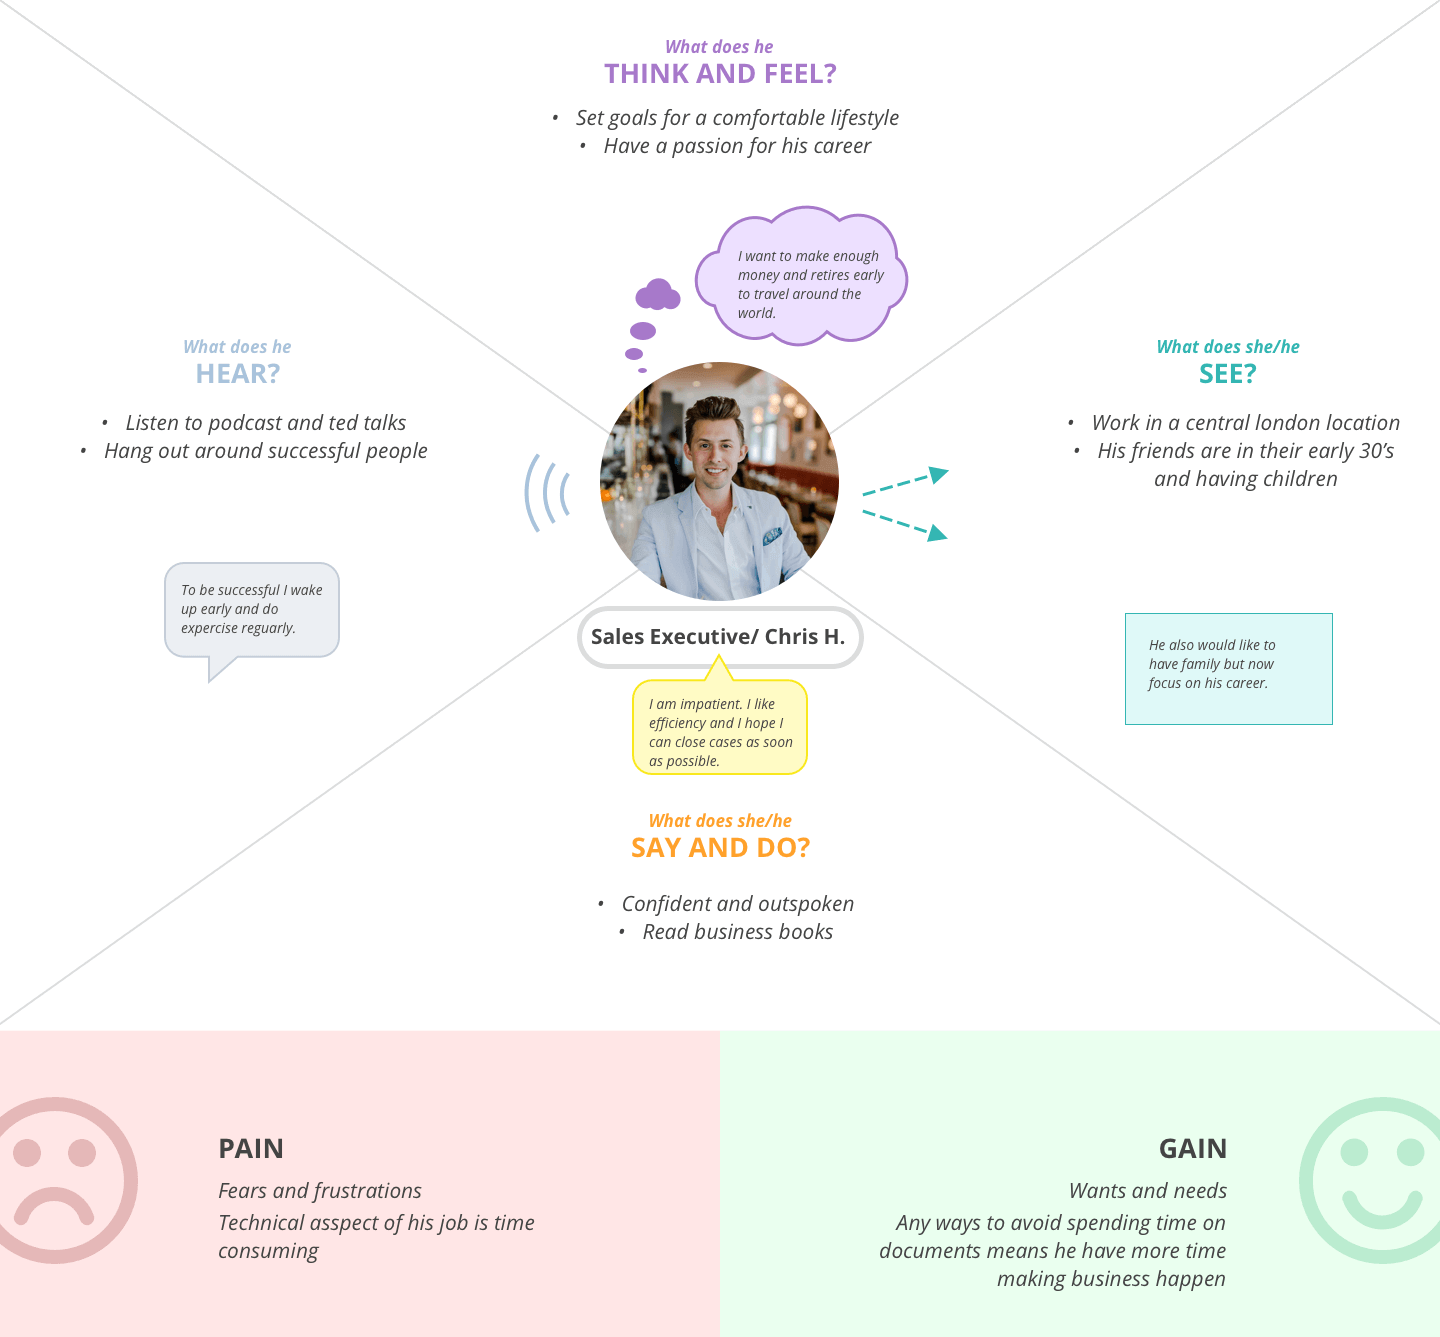 What does he
THINK AND FEEL?
• Set goals for a comfortable lifestyle
• Have a passion for his career
I want to make enough
money and retires early
to travel around the
world.
What does he
HEAR?
• Listen to podcast and ted talks
• Hang out around successful people
To be successful I wake
up early and do
expercise reguarly.
What does she/he
SEE?
• Work in a central london location
• His friends are in their early 30’s
and having children
He also would like to
have family but now
focus on his career.
Sales Executive/ Chris H.
I am impatient. I like
efficiency and I hope I
can close cases as soon
as possible.
What does she/he
SAY AND DO?
• Confident and outspoken
• Read business books
PAIN
Fears and frustrations
Technical asspect of his job is time
consuming
GAIN
Wants and needs
Any ways to avoid spending time on
documents means he have more time
making business happen